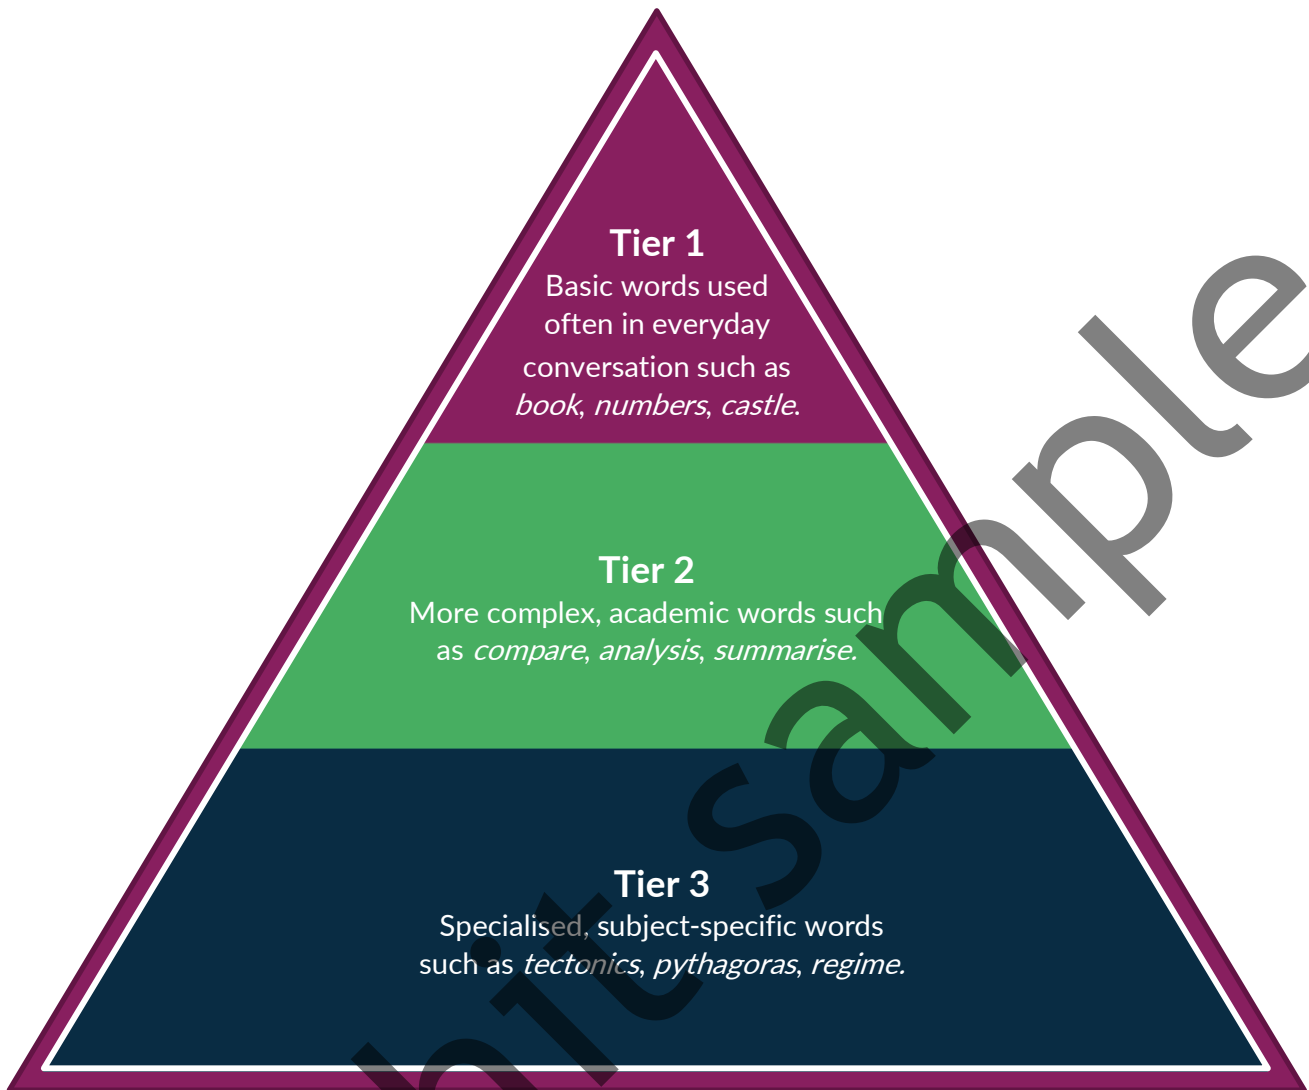 Tier 1
Basic words used
often in everyday
conversation such as
book, numbers, castle.
Tier 2
More complex, academic words such
as compare, analysis, summarise.
Tier 3
Specialised, subject-specific words
such as tectonics, pythagoras, regime.
sample